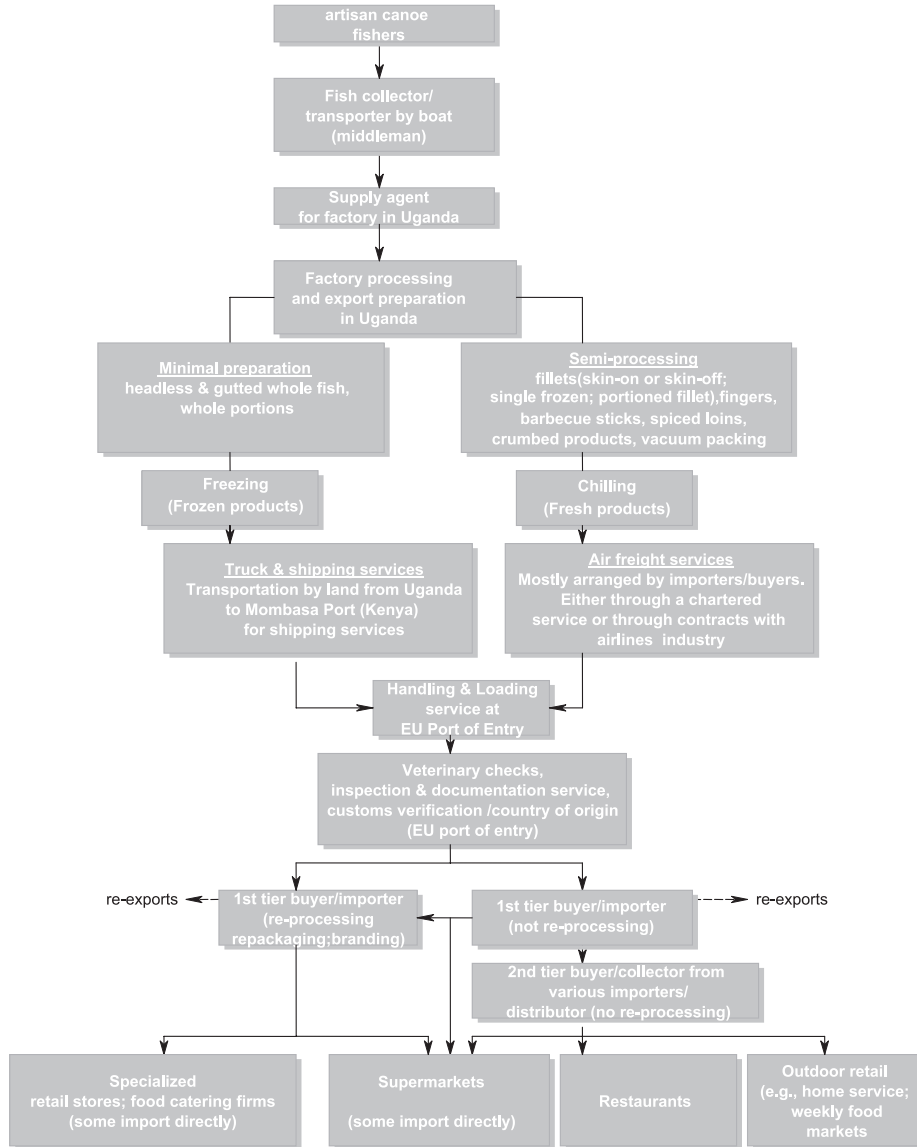 artisan canoe
fishers
Fish collector/
transporter by boat
(middleman)
Supply agent
for factory in Uganda
Factory processing
and export preparation
in Uganda
Minimal preparation
headless & gutted whole fish,
whole portions
Semi-processing
fillets(skin-on or skin-off;
single frozen; portioned fillet),fingers,
barbecue sticks, spiced loins,
crumbed products, vacuum packing
Freezing
(Frozen products)
Chilling
(Fresh products)
Truck & shipping services
Transportation by land from Uganda
to Mombasa Port (Kenya)
for shipping services
Air freight services
Mostly arranged by importers/buyers.
Either through a chartered
service or through contracts with
airlines industry
Handling & Loading
service at
EU Port of Entry
Veterinary checks,
inspection & documentation service,
customs verification /country of origin
(EU port of entry)
re-exports
1st tier buyer/importer
(re-processing
repackaging;branding)
1st tier buyer/importer
(not re-processing)
re-exports
2nd tier buyer/collector from
various importers/
distributor (no re-processing)
Specialized
retail stores; food catering firms
(some import directly)
Supermarkets
(some import directly)
Restaurants
Outdoor retail
(e.g., home service;
weekly food
markets